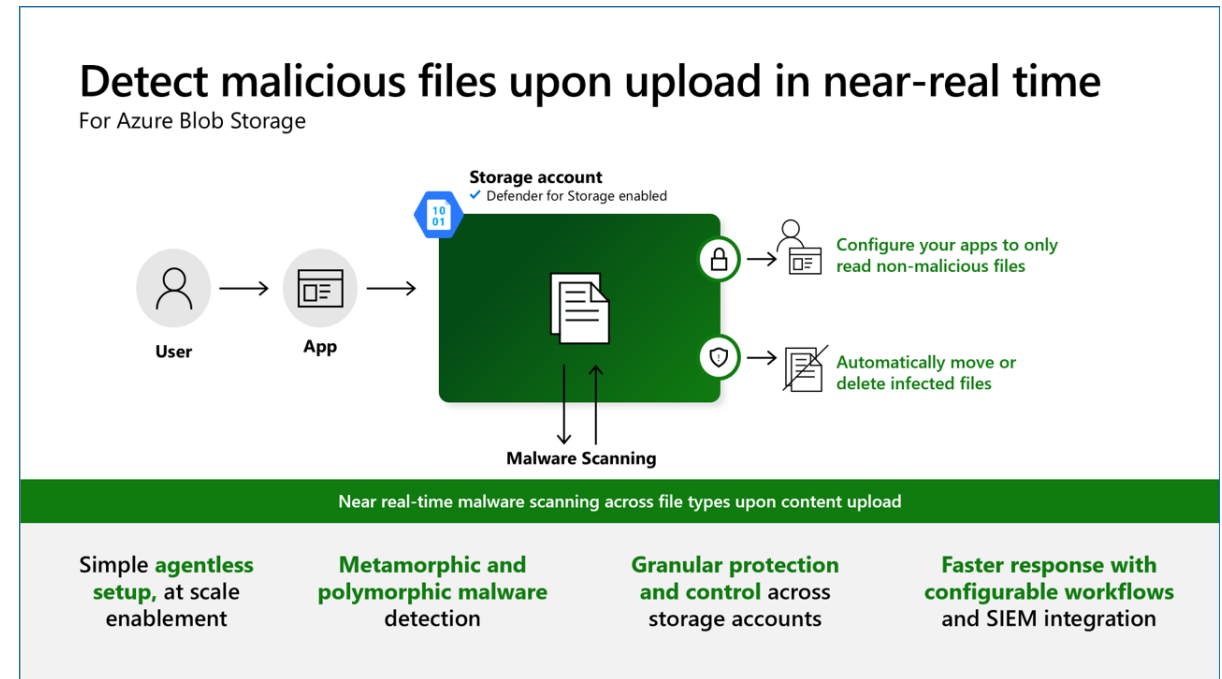 Detect malicious files upon upload in near-real time
For Azure Blob Storage
Storage account
Defender for Storage enabled
10
01
User
App
Configure your apps to only
read non-malicious files
Automatically move or
delete infected files
Malware Scanning
Near real-time malware scanning across file types upon content upload
Simple agentless
setup, at scale
enablement
Metamorphic and
polymorphic malware
detection
Granular protection
and control across
storage accounts
Faster response with
configurable workflows
and SIEM integration